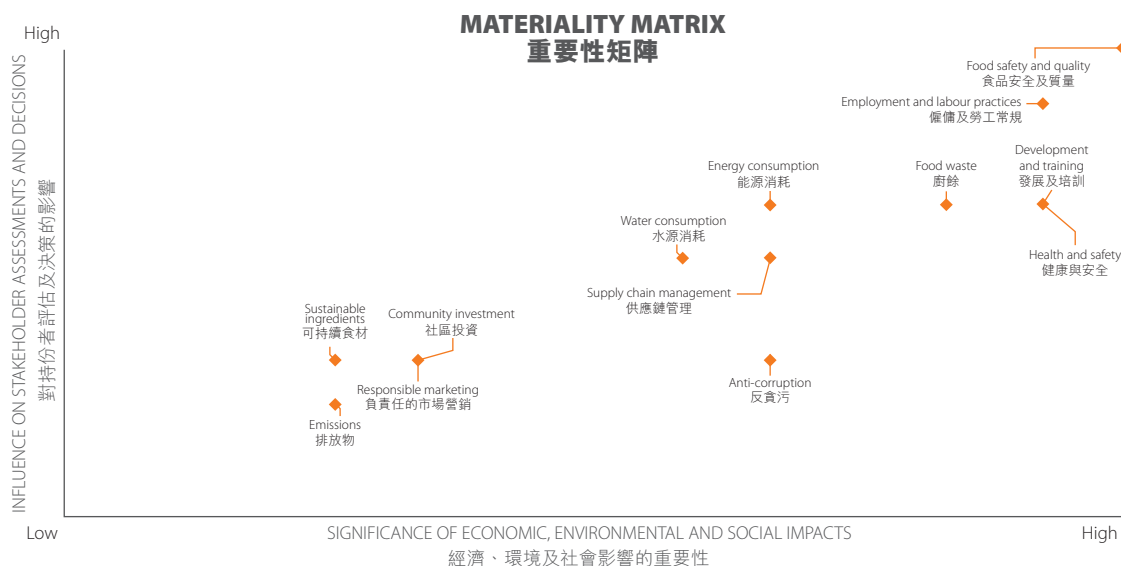 MATERIALITY MATRIX
重要性矩陣
High
INFLUENCE ON STAKEHOLDER ASSESSMENTS AND DECISIONS
對持份者評估及決策的影響
Food safety and quality
食品安全及質量
Employment and labour practices
僱傭及勞工常規
Energy consumption
能源消耗
Food waste
廚餘
Development
and training
發展及培訓
Water consumption
水源消耗
Health and safety
健康與安全
Supply chain management
供應鏈管理
Sustainable
ingredients
可持續食材
Community investment
社區投資
Responsible marketing
負責任的市場營銷
Anti-corruption
反貪污
Emissions
排放物
Low
SIGNIFICANCE OF ECONOMIC, ENVIRONMENTAL AND SOCIAL IMPACTS
High
經濟、環境及社會影響的重要性